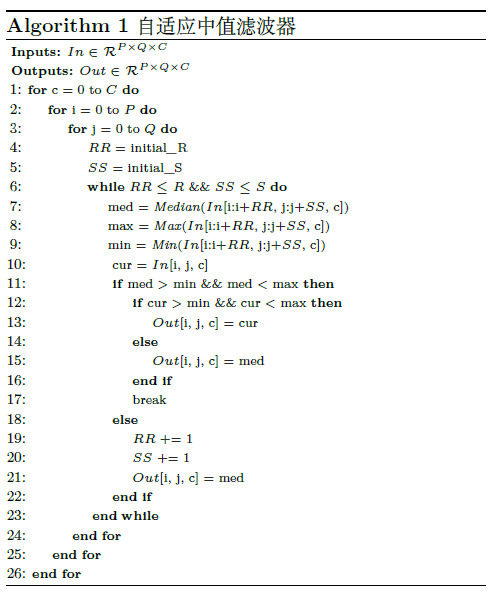 Algorithm 1 自适应中值滤波器
Inputs: In ∈ R^{P×Q×C}
Outputs: Out ∈ R^{P×Q×C}
1: for c = 0 to C do
2: for i = 0 to P do
3: for j = 0 to Q do
4: RR = initial_R
5: SS = initial_S
6: while RR ≤ R && SS ≤ S do
7: med = Median(In[i:i+RR, j:j+SS, c])
8: max = Max(In[i:i+RR, j:j+SS, c])
9: min = Min(In[i:i+RR, j:j+SS, c])
10: cur = In[i, j, c]
11: if med > min && med < max then
12: if cur > min && cur < max then
13: Out[i, j, c] = cur
14: else
15: Out[i, j, c] = med
16: end if
17: break
18: else
19: RR += 1
20: SS += 1
21: Out[i, j, c] = med
22: end if
23: end while
24: end for
25: end for
26: end for